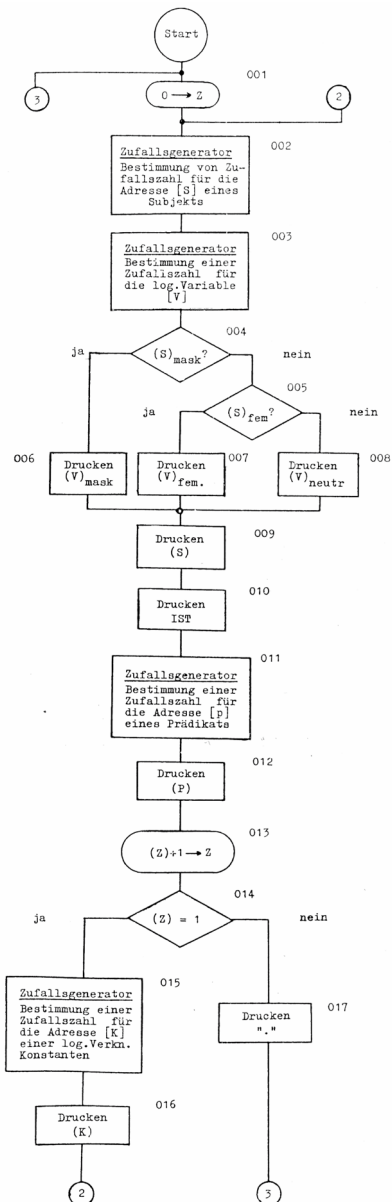 Start
001
3
0 → Z
2
002
Zufallsgenerator
Bestimmung von Zu-
fallszahl für die
Adresse [S] eines
Subjekts
003
Zufallsgenerator
Bestimmung einer
Zufallszahl für
die log.Variable
[V]
004
ja
(S)mask?
nein
005
ja
(S)fem?
nein
006
Drucken
(V)mask
007
Drucken
(V)fem.
008
Drucken
(V)neutr
009
Drucken
(S)
010
Drucken
IST
011
Zufallsgenerator
Bestimmung einer
Zufallszahl für
die Adresse [p]
eines Prädikats
012
Drucken
(P)
013
(Z)+1 → Z
014
ja
(Z) = 1
nein
015
Zufallsgenerator
Bestimmung einer
Zufallszahl für
die Adresse [K]
einer log.Verkn.
Konstanten
017
Drucken
"."
016
Drucken
(K)
2
3